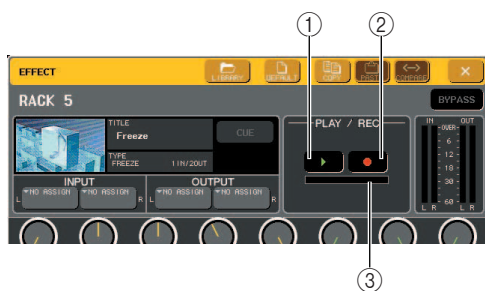 ① ②
EFFECT LIBRARY DEFAULT COPY PASTE COMPARE ×
RACK 5 BYPASS
TITLE
Freeze
CUE
TYPE
FREEZE 1IN/2OUT
PLAY / REC
IN OUT
OVER
6
12
18
30
60
L R L R
INPUT OUTPUT
L NO ASSIGN NO ASSIGN R L NO ASSIGN NO ASSIGN R
③